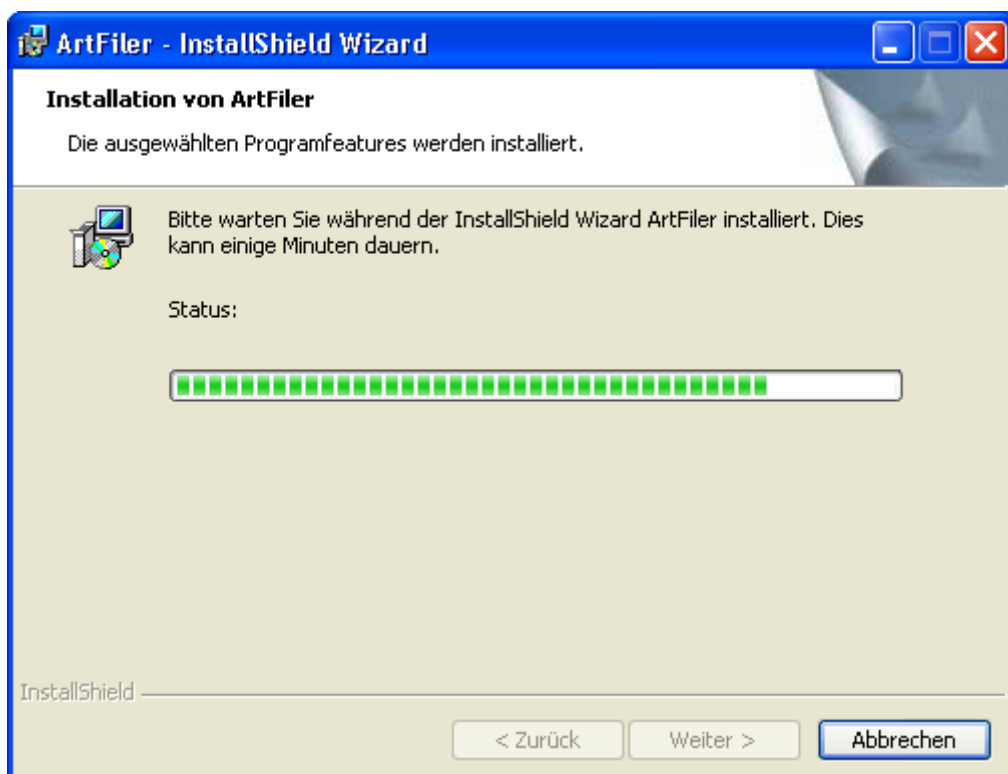 ArtFiler - InstallShield Wizard
Installation von ArtFiler
Die ausgewählten Programfeatures werden installiert.
Bitte warten Sie während der InstallShield Wizard ArtFiler installiert. Dies
kann einige Minuten dauern.
Status:
InstallShield
< Zurück
Weiter >
Abbrechen